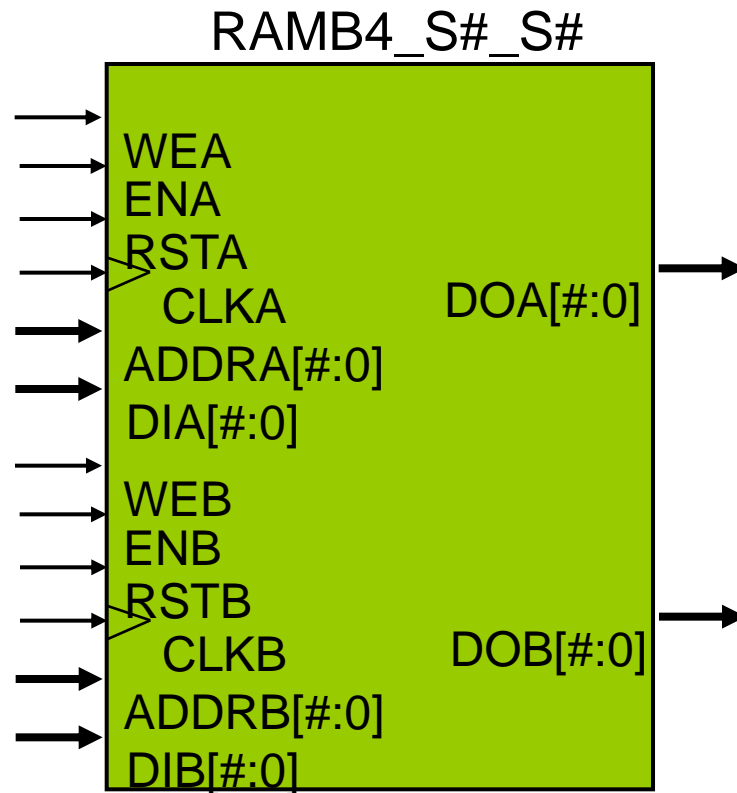 RAMB4_S#_S#
WEA
ENA
RSTA
CLKA
DOA[#:0]
ADDRA[#:0]
DIA[#:0]
WEB
ENB
RSTB
CLKB
DOB[#:0]
ADDRB[#:0]
DIB[#:0]